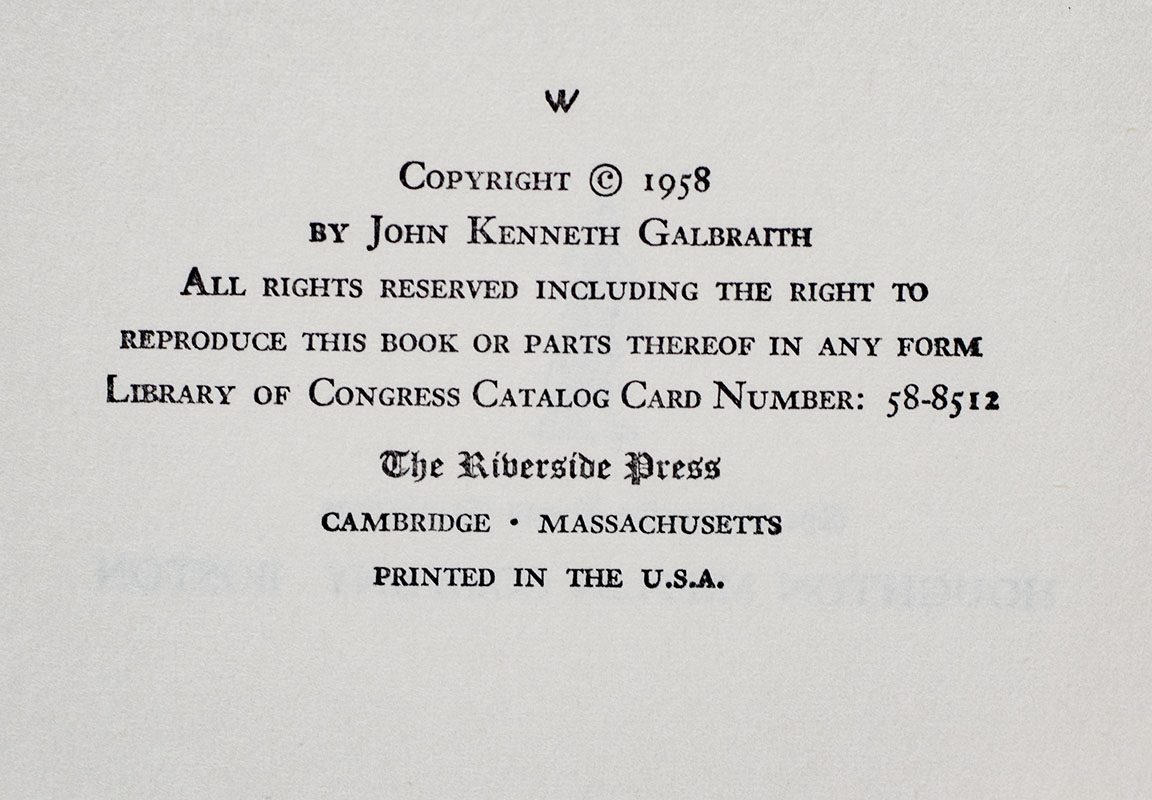 W
Copyright © 1958
by John Kenneth Galbraith
All rights reserved including the right to
reproduce this book or parts thereof in any form
Library of Congress Catalog Card Number: 58-8512
The Riverside Press
Cambridge • Massachusetts
Printed in the U.S.A.